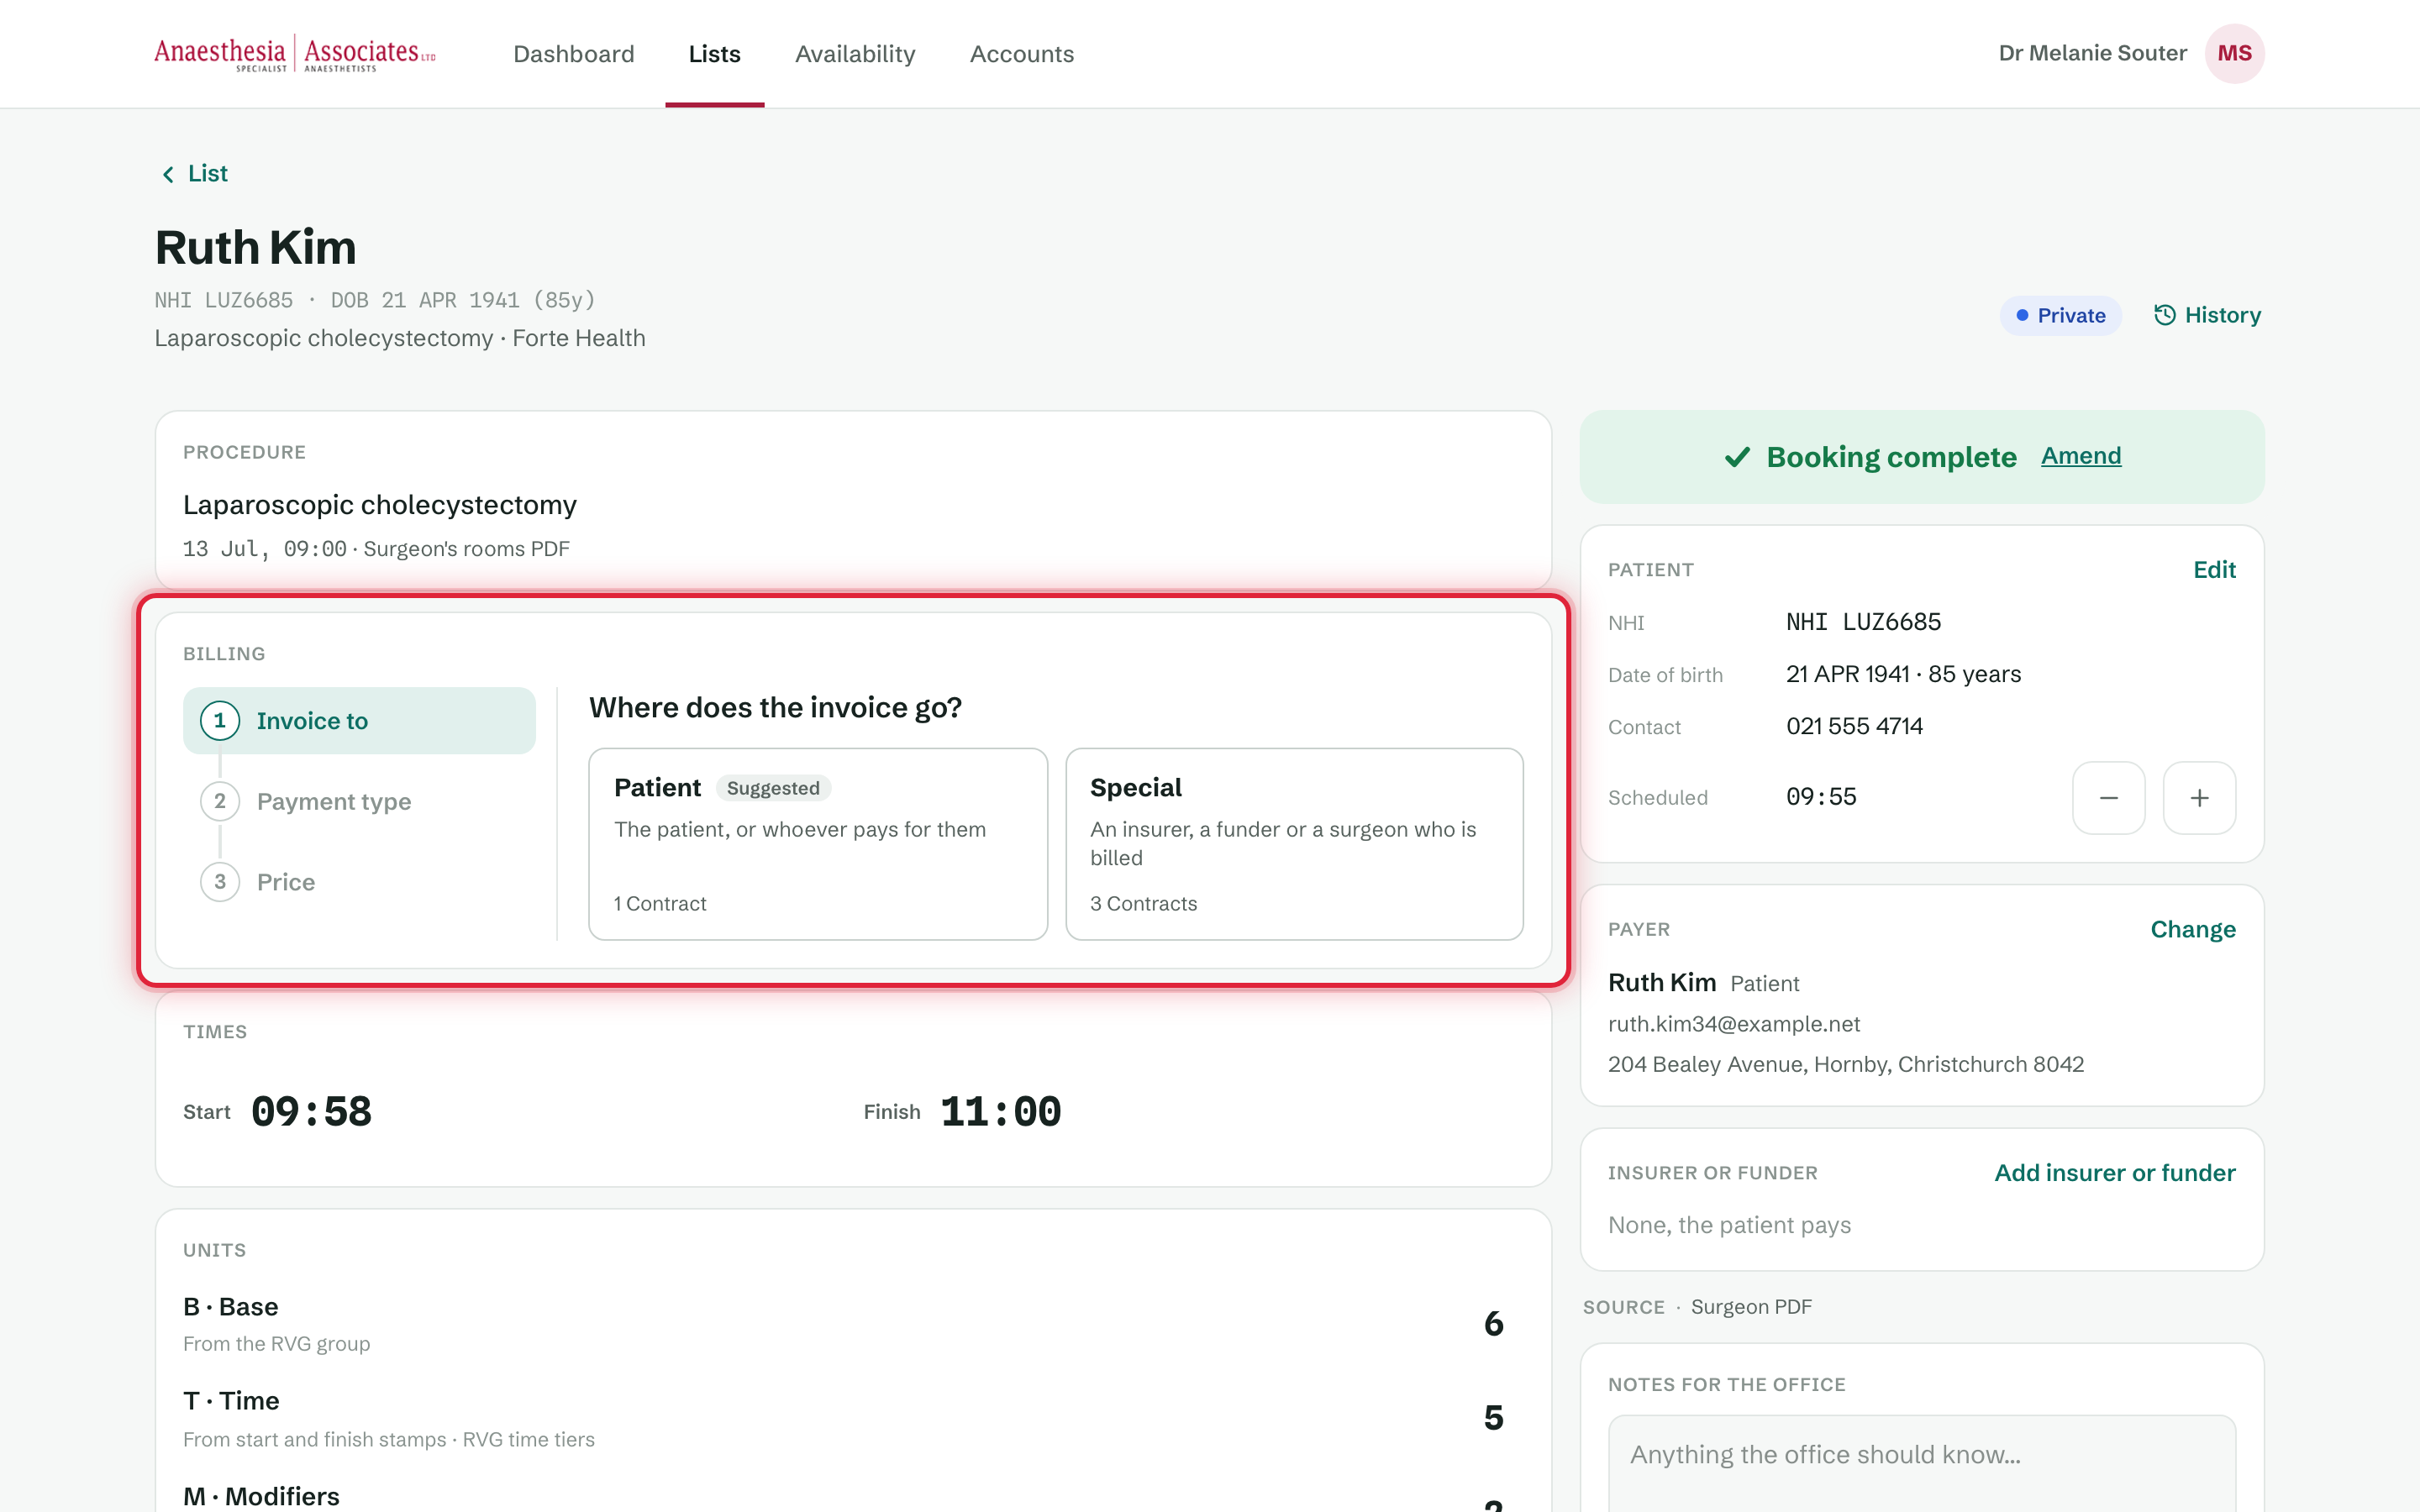 Anaesthesia | Associates LTD
SPECIALIST ANAESTHETISTS
Dashboard
Lists
Availability
Accounts
Dr Melanie Souter
MS
List
Ruth Kim
NHI LUZ6685 · DOB 21 APR 1941 (85y)
Laparoscopic cholecystectomy · Forte Health
Private
History
PROCEDURE
Laparoscopic cholecystectomy
13 Jul, 09:00 · Surgeon's rooms PDF
BILLING
1 Invoice to
2 Payment type
3 Price
Where does the invoice go?
Patient Suggested
The patient, or whoever pays for them
1 Contract
Special
An insurer, a funder or a surgeon who is
billed
3 Contracts
TIMES
Start 09:58
Finish 11:00
UNITS
B · Base
From the RVG group
6
T · Time
From start and finish stamps · RVG time tiers
5
M · Modifiers
Booking complete Amend
PATIENT
Edit
NHI
NHI LUZ6685
Date of birth
21 APR 1941 · 85 years
Contact
021 555 4714
Scheduled
09:55
PAYER
Change
Ruth Kim Patient
ruth.kim34@example.net
204 Bealey Avenue, Hornby, Christchurch 8042
INSURER OR FUNDER
Add insurer or funder
None, the patient pays
SOURCE · Surgeon PDF
NOTES FOR THE OFFICE
Anything the office should know...